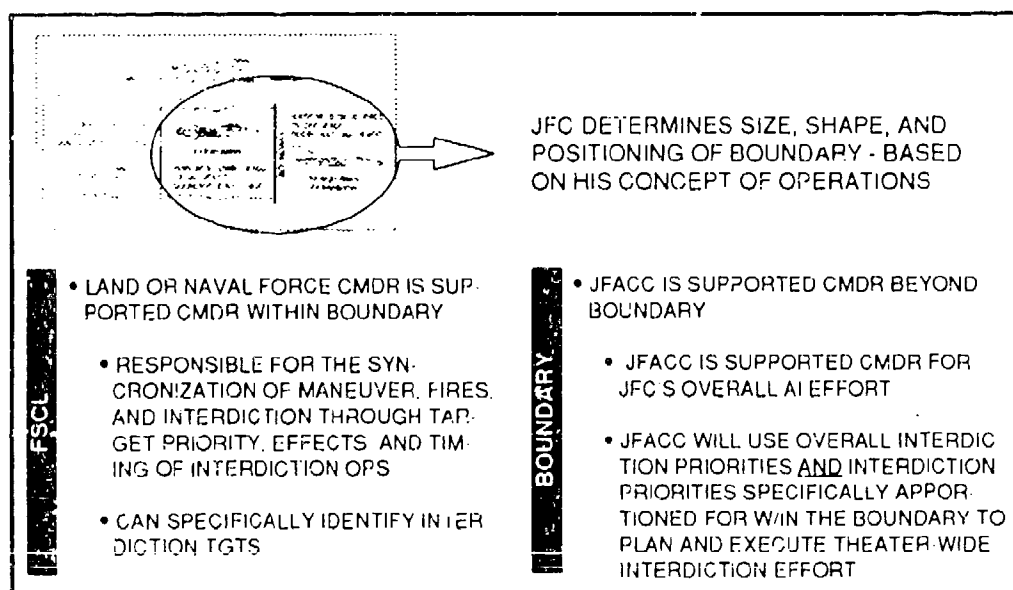 JFC DETERMINES SIZE, SHAPE, AND
POSITIONING OF BOUNDARY - BASED
ON HIS CONCEPT OF OPERATIONS
FSCL
• LAND OR NAVAL FORCE CMDR IS SUP-
PORTED CMDR WITHIN BOUNDARY
• RESPONSIBLE FOR THE SYN-
CRONIZATION OF MANEUVER, FIRES,
AND INTERDICTION THROUGH TAR-
GET PRIORITY, EFFECTS AND TIM-
ING OF INTERDICTION OPS
• CAN SPECIFICALLY IDENTIFY INTER
DICTION TGTS
BOUNDARY
• JFACC IS SUPPORTED CMDR BEYOND
BOUNDARY
• JFACC IS SUPPORTED CMDR FOR
JFC'S OVERALL AI EFFORT
• JFACC WILL USE OVERALL INTERDIC
TION PRIORITIES AND INTERDICTION
PRIORITIES SPECIFICALLY APPOR-
TIONED FOR W/IN THE BOUNDARY TO
PLAN AND EXECUTE THEATER-WIDE
INTERDICTION EFFORT